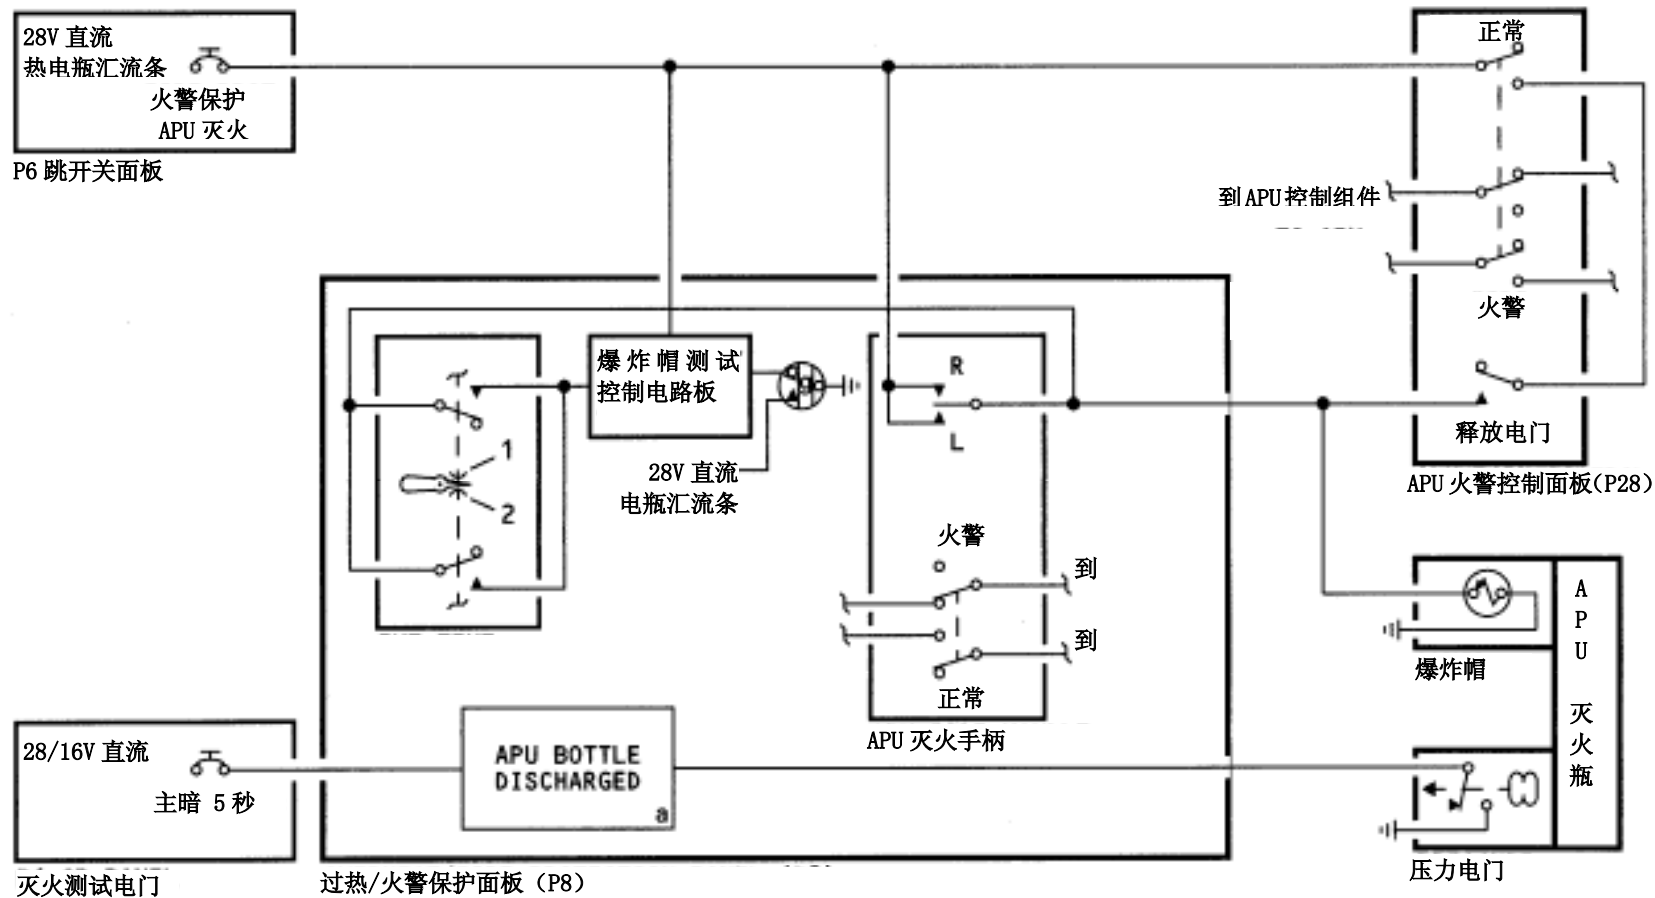 28V 直流
热电瓶汇流条
火警保护
APU 灭火
P6 跳开关面板
正常
到APU控制组件
火警
释放电门
APU 火警控制面板(P28)
爆炸帽测试
控制电路板
28V 直流
电瓶汇流条
1
2
R
L
火警
到
到
正常
APU 灭火手柄
爆炸帽
APU 灭火瓶
压力电门
28/16V 直流
主暗 5秒
灭火测试电门
APU BOTTLE
DISCHARGED
a
过热/火警保护面板（P8）